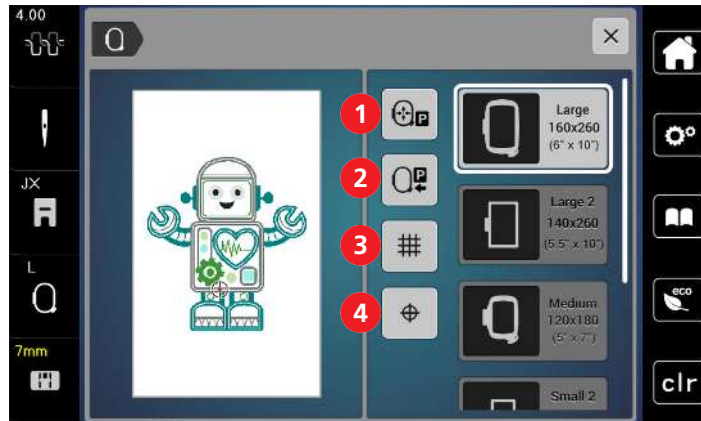 4.00
JX
L
7mm
1
P
2
P
3
4
Large
160x260
(6" x 10")
Large 2
140x260
(5.5" x 10")
Medium
120x180
(5" x 7")
Small 2
eco
clr